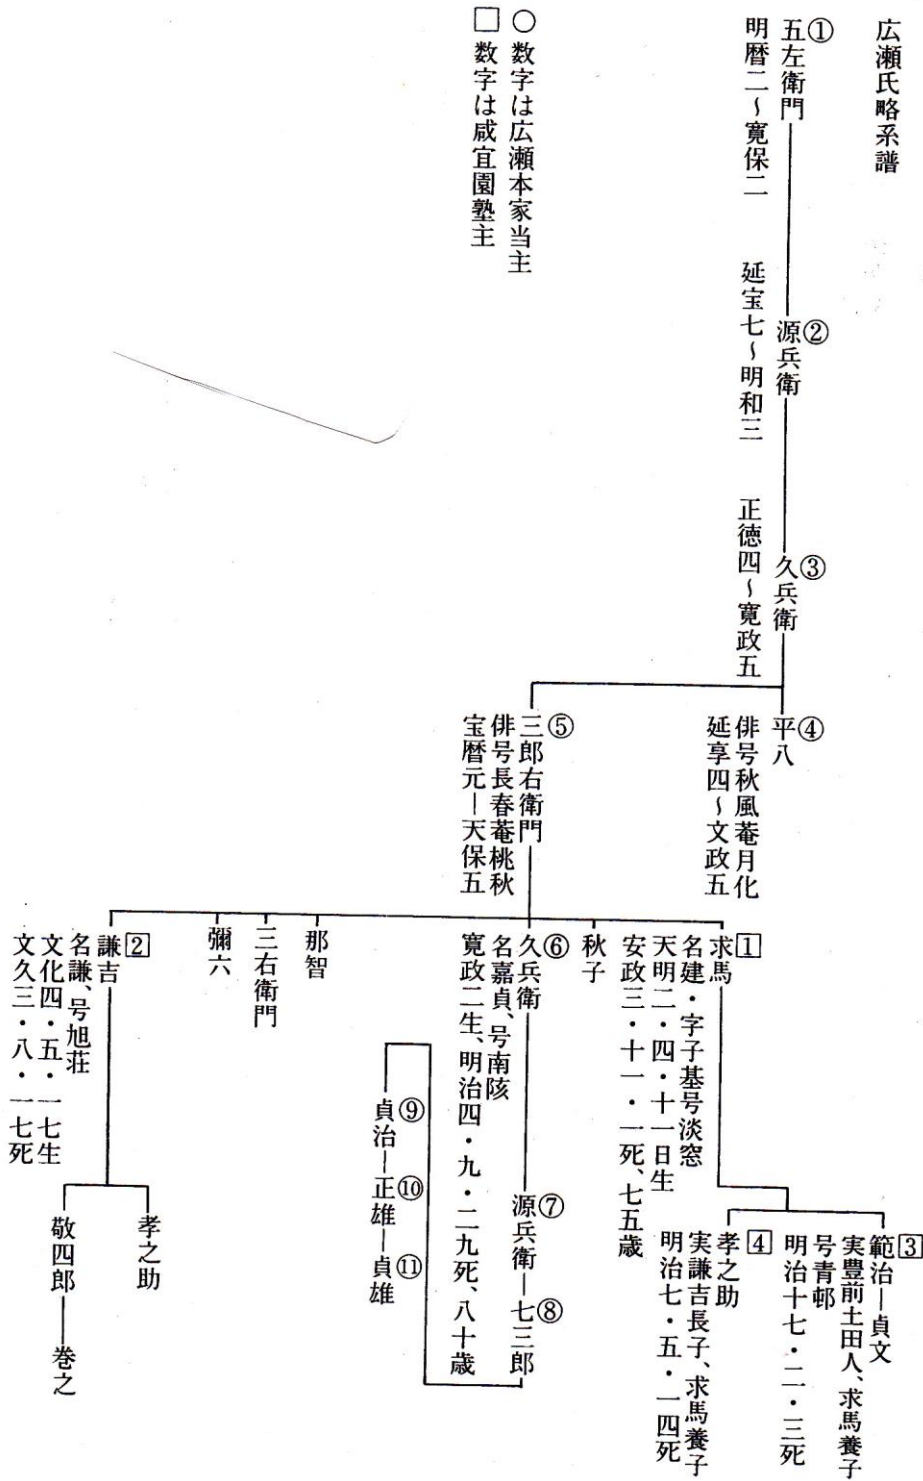 広瀬氏略系譜
①
五左衛門
明暦二~寛保二
②
源兵衛
延宝七~明和三
③
久兵衛
正徳四~寛政五
④
平八
俳号秋風菴月化
延享四~文政五
⑤
三郎右衛門
俳号長春菴桃秋
宝暦元-天保五
○ 数字は広瀬本家当主
□ 数字は咸宜園塾主
1
求馬
名建・字子基号淡窓
天明二・四・十一日生
安政三・十一・一死、七五歳
3
範治-貞文
実豊前土田人、求馬養子
号青邨
明治十七・二・三死
4
孝之助
実謙吉長子、求馬養子
明治七・五・一四死
秋子
⑥
久兵衛
名嘉貞、号南陔
寛政二生、明治四・九・二九死、八十歳
⑦ ⑧
源兵衛-七三郎
⑨ ⑩ ⑪
貞治-正雄-貞雄
那智
三右衛門
彌六
2
謙吉
名謙、号旭荘
文化四・五・一七生
文久三・八・一七死
孝之助
敬四郎-巻之